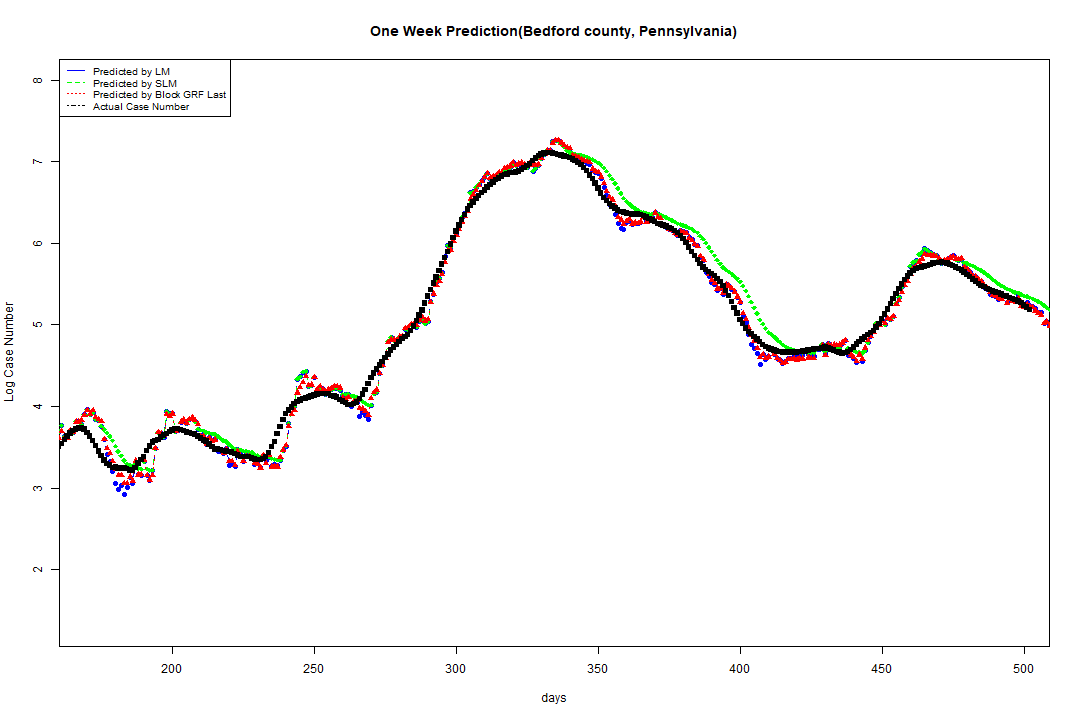 One Week Prediction(Bedford county, Pennsylvania)
Predicted by LM
Predicted by SLM
Predicted by Block GRF Last
Actual Case Number
8
7
6
5
4
3
2
Log Case Number
200 250 300 350 400 450 500
days